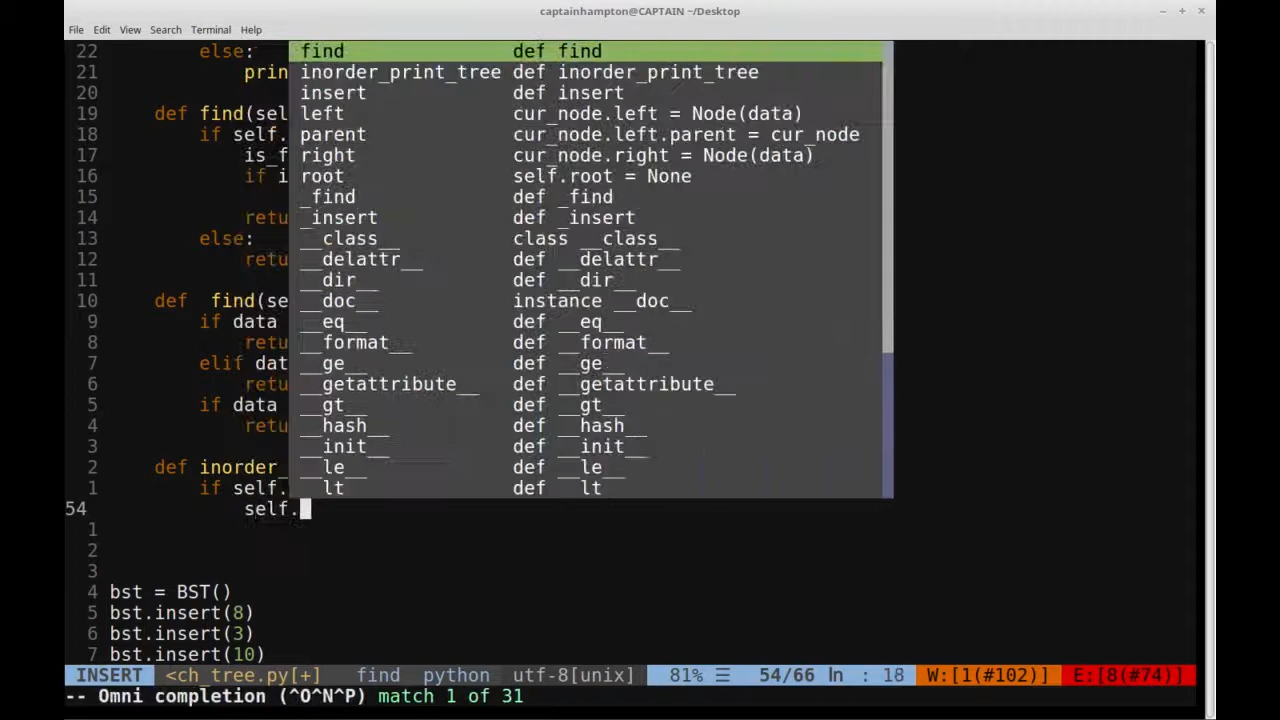 captainhampton@CAPTAIN ~/Desktop
File Edit View Search Terminal Help
22 else: find def find
21 prin inorder_print_tree def inorder_print_tree
20 insert def insert
19 def find(sel left cur_node.left = Node(data)
18 if self. parent cur_node.left.parent = cur_node
17 is_f right cur_node.right = Node(data)
16 if i root self.root = None
15 _find def _find
14 retu _insert def _insert
13 else: __class__ class __class__
12 retu __delattr__ def __delattr__
11 __dir__ def __dir__
10 def _find(se __doc__ instance __doc__
9 if data __eq__ def __eq__
8 retu __format__ def __format__
7 elif dat __ge__ def __ge__
6 retu __getattribute__ def __getattribute__
5 if data __gt__ def __gt__
4 retu __hash__ def __hash__
3 __init__ def __init__
2 def inorder_ __le__ def __le__
1 if self. lt def lt
54 self.
1
2
3
4 bst = BST()
5 bst.insert(8)
6 bst.insert(3)
7 bst.insert(10)
INSERT <ch_tree.py[+] find python utf-8[unix] 81% ☰ 54/66 ln : 18 W:[1(#102)] E:[8(#74)]
-- Omni completion (^O^N^P) match 1 of 31